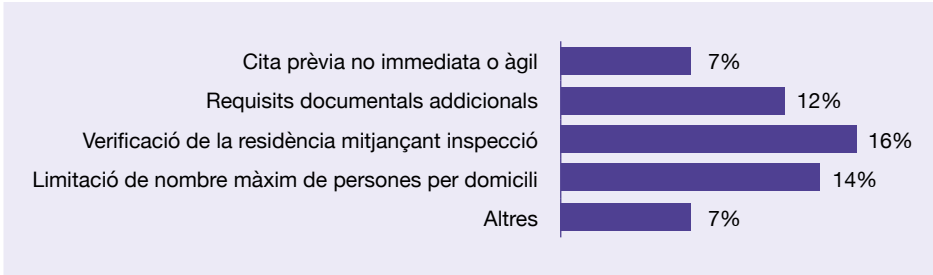 Cita prèvia no immediata o àgil 7%
Requisits documentals addicionals 12%
Verificació de la residència mitjançant inspecció 16%
Limitació de nombre màxim de persones per domicili 14%
Altres 7%